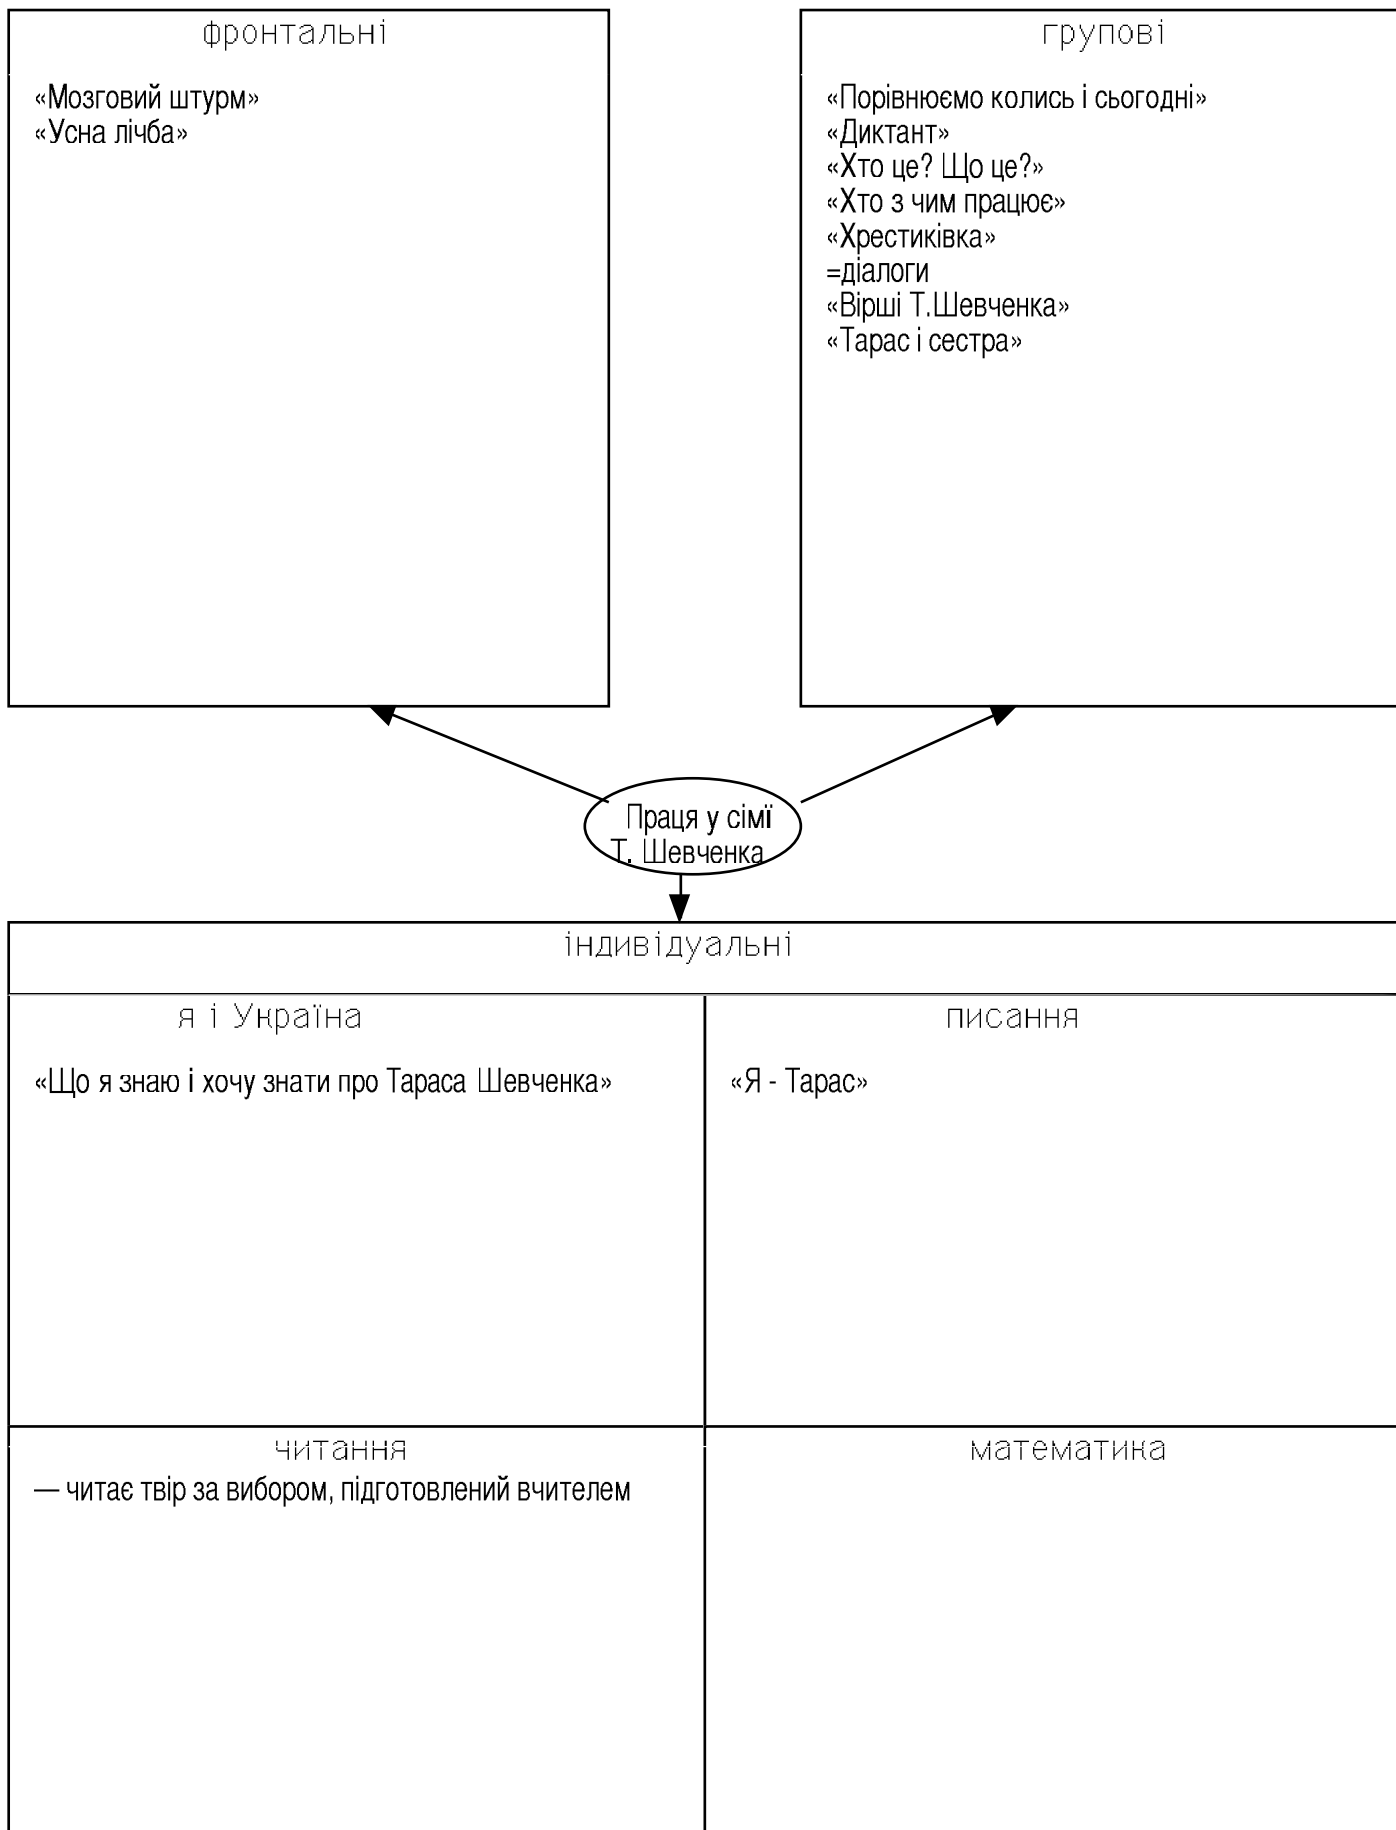 фронтальні
«Мозговий штурм»
«Усна лічба»
групові
«Порівнюємо колись і сьогодні»
«Диктант»
«Хто це? Що це?»
«Хто з чим працює»
«Хрестиківка»
=діалоги
«Вірші Т.Шевченка»
«Тарас і сестра»
Праця у сімї
Т. Шевченка
індивідуальні
я і Україна
«Що я знаю і хочу знати про Тараса Шевченка»
писання
«Я - Тарас»
читання
— читає твір за вибором, підготовлений вчителем
математика